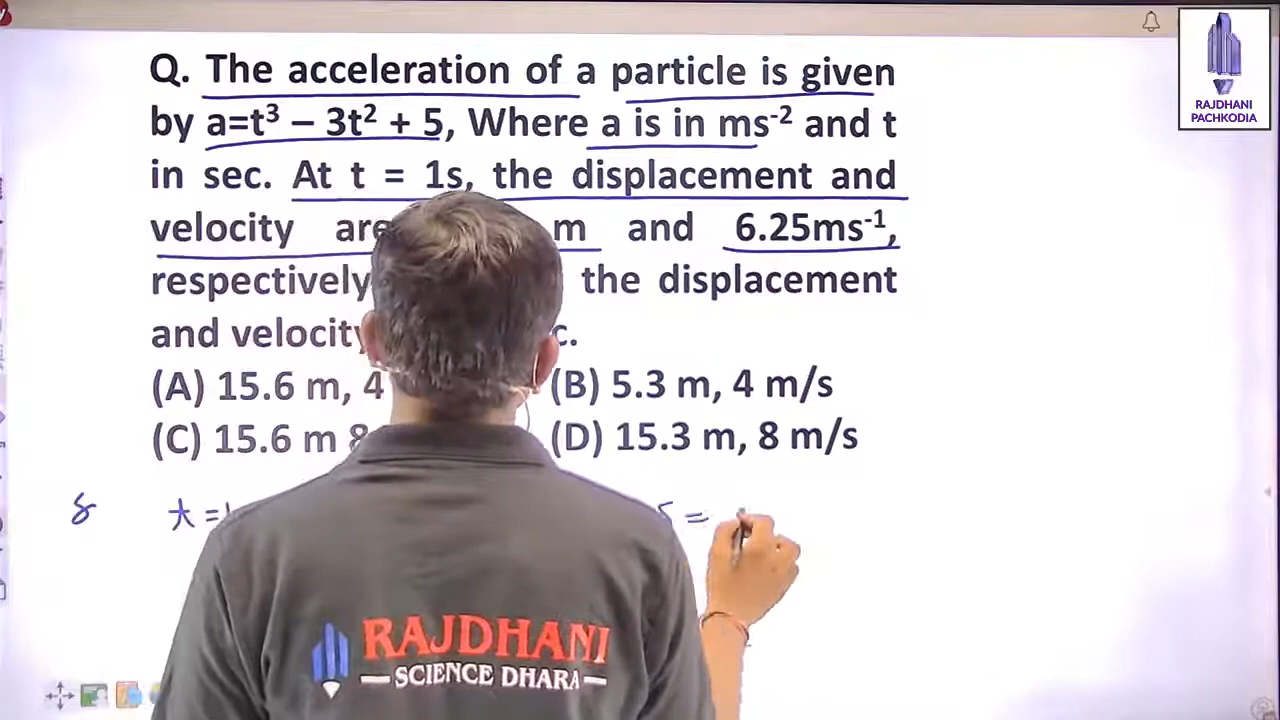 RAJDHANI
PACHKODIA
Q. The acceleration of a particle is given
by a=t³ – 3t² + 5, Where a is in ms⁻² and t
in sec. At t = 1s, the displacement and
velocity are m and 6.25ms⁻¹,
respectively the displacement
and velocity c.
(A) 15.6 m, 4 (B) 5.3 m, 4 m/s
(C) 15.6 m 8 (D) 15.3 m, 8 m/s
t =
=
RAJDHANI
SCIENCE DHARA